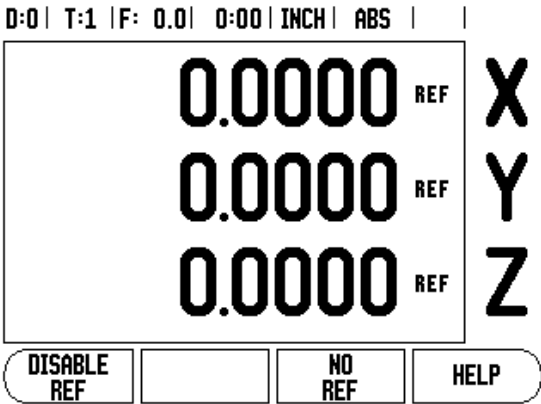 D:0 | T:1 | F: 0.0 | 0:00 | INCH | ABS | |
0.0000 REF X
0.0000 REF Y
0.0000 REF Z
DISABLE REF
NO REF
HELP